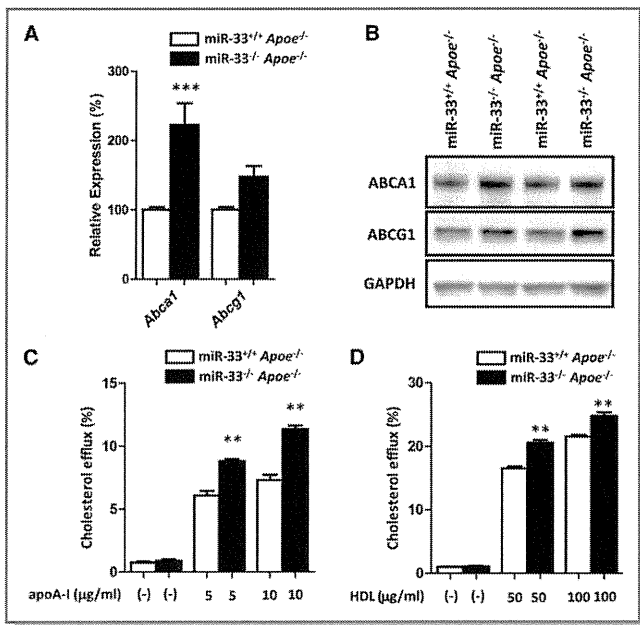 A
miR-33+/+ Apoe-/-
miR-33-/- Apoe-/-
Relative Expression (%)
300
200
100
0
***
Abca1
Abcg1
B
miR-33+/+ Apoe-/-
miR-33-/- Apoe-/-
miR-33+/+ Apoe-/-
miR-33-/- Apoe-/-
ABCA1
ABCG1
GAPDH
C
miR-33+/+ Apoe-/-
miR-33-/- Apoe-/-
Cholesterol efflux (%)
15
10
5
0
**
**
apoA-I (µg/ml) (-) (-) 5 5 10 10
D
miR-33+/+ Apoe-/-
miR-33-/- Apoe-/-
Cholesterol efflux (%)
30
20
10
0
**
**
HDL (µg/ml) (-) (-) 50 50 100 100